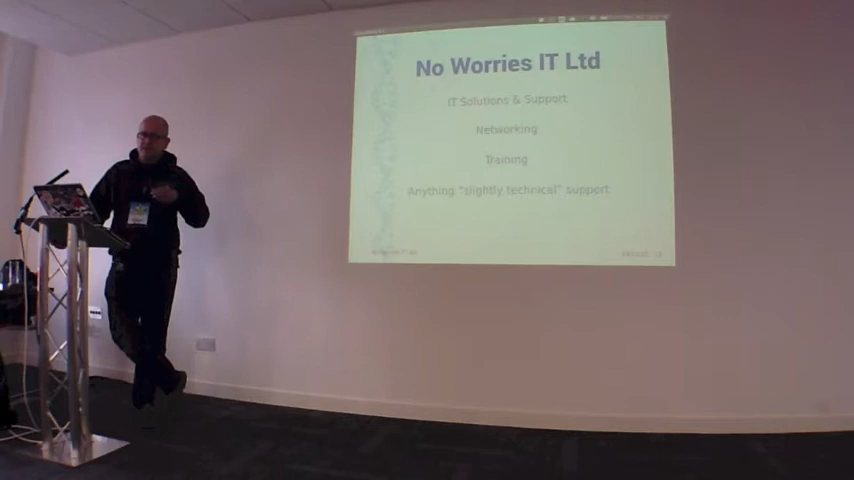 No Worries IT Ltd
IT Solutions & Support
Networking
Training
Anything "slightly technical" support